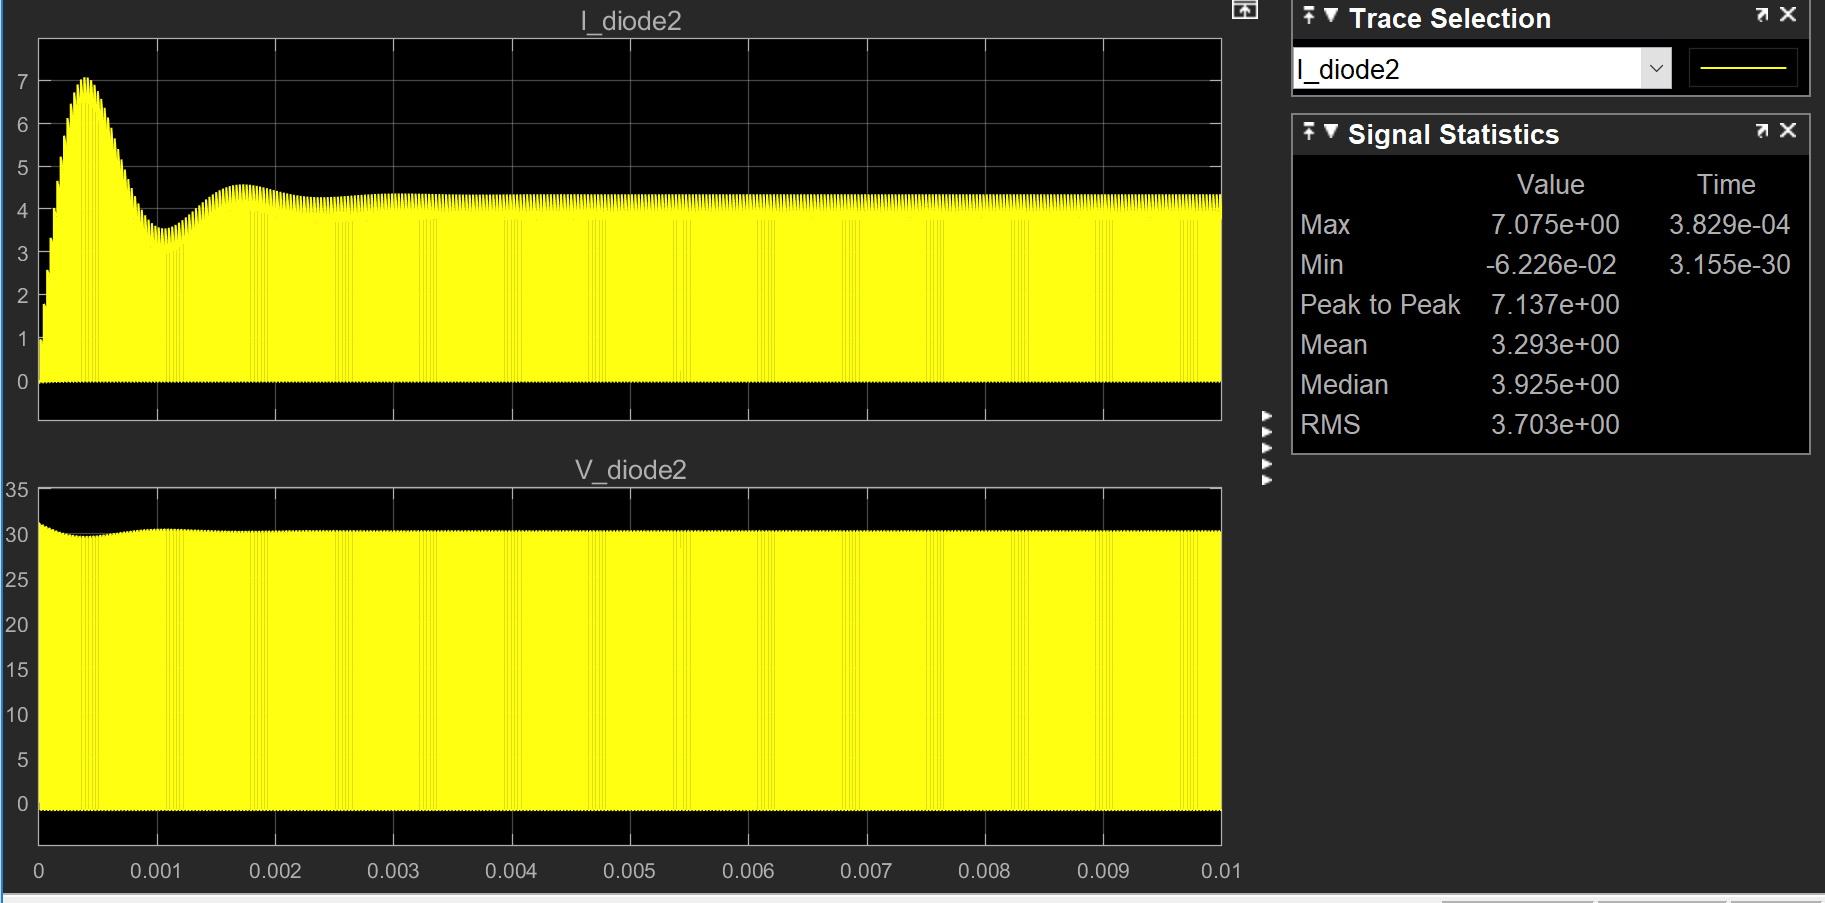 I_diode2
7
6
5
4
3
2
1
0
V_diode2
35
30
25
20
15
10
5
0
0 0.001 0.002 0.003 0.004 0.005 0.006 0.007 0.008 0.009 0.01
Trace Selection
I_diode2
Signal Statistics
Value Time
Max 7.075e+00 3.829e-04
Min -6.226e-02 3.155e-30
Peak to Peak 7.137e+00
Mean 3.293e+00
Median 3.925e+00
RMS 3.703e+00